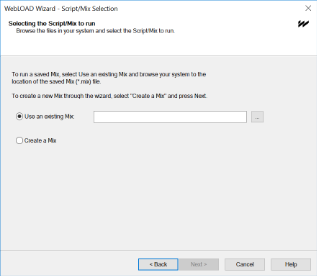 WebLOAD Wizard - Script/Mix Selection
Selecting the Script/Mix to run
Browse the files in your system and select the Script/Mix to run.
To run a saved Mix, select Use an existing Mix and browse your system to the
location of the saved Mix (*.mix) file.
To create a new Mix through the wizard, select "Create a Mix" and press Next.
Use an existing Mix:
...
Create a Mix
< Back Next > Cancel Help